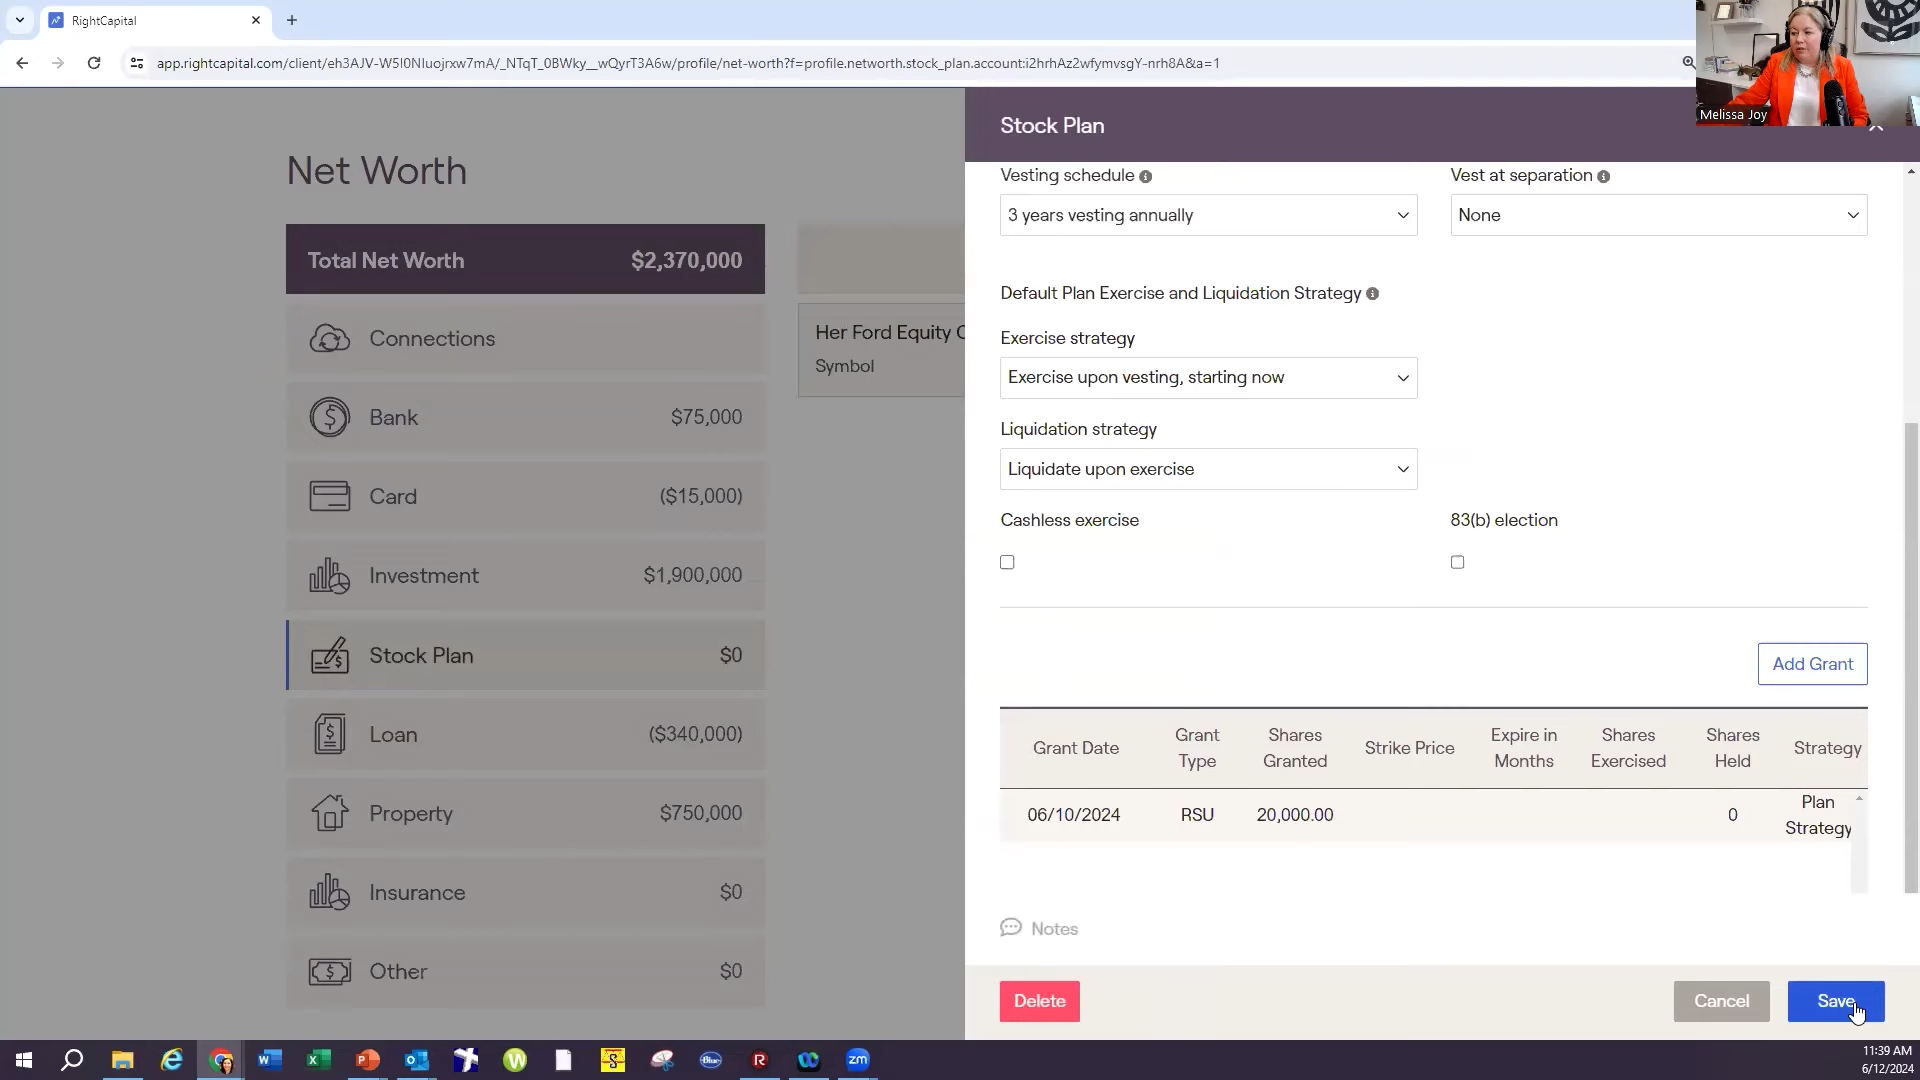 RightCapital
app.rightcapital.com/client/eh3AJV-W5I0NIuojrxw7mA/_NTqT_0BWky__wQyrT3A6w/profile/net-worth?f=profile.networth.stock_plan.account:i2hrhAz2wfymvsgY-nrh8A&a=1
Melissa Joy
Net Worth
Total Net Worth $2,370,000
Connections
Bank $75,000
Card ($15,000)
Investment $1,900,000
Stock Plan $0
Loan ($340,000)
Property $750,000
Insurance $0
Other $0
Her Ford Equity
Symbol
Stock Plan
Vesting schedule Vest at separation
3 years vesting annually None
Default Plan Exercise and Liquidation Strategy
Exercise strategy
Exercise upon vesting, starting now
Liquidation strategy
Liquidate upon exercise
Cashless exercise 83(b) election
Add Grant
Grant Date Grant Type Shares Granted Strike Price Expire in Months Shares Exercised Shares Held Strategy
06/10/2024 RSU 20,000.00 0 Plan Strategy
Notes
Delete Cancel Save
Blue
zm
11:39 AM
6/12/2024